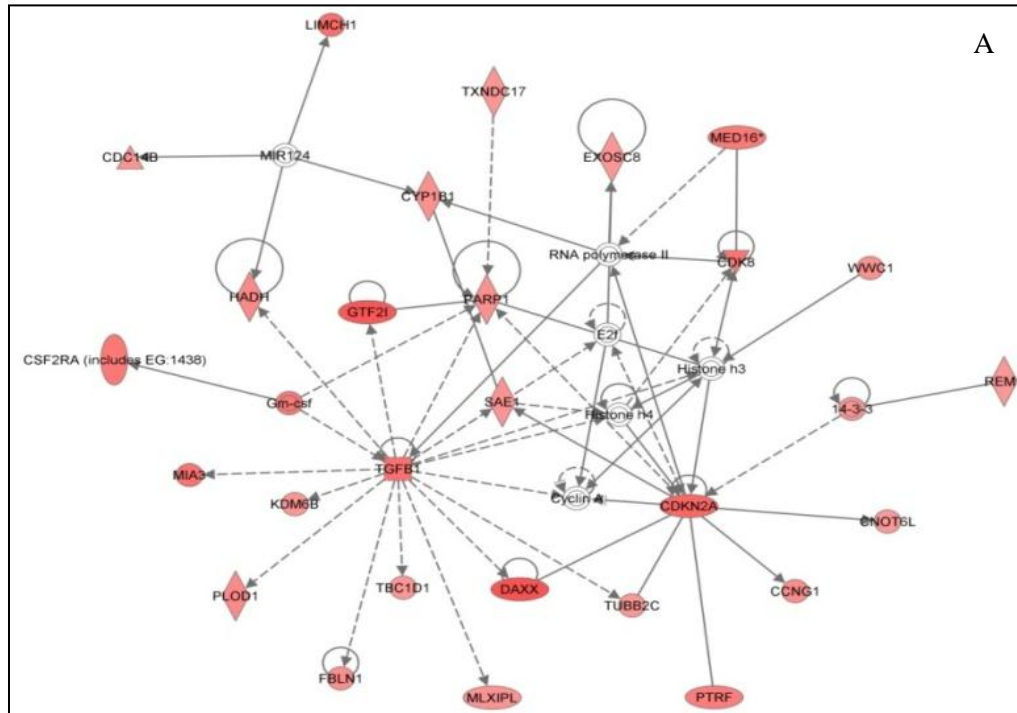 LIMCH1
A
TXNDC17
MED16*
EXOSC8
CDC14B
MIR124
CYP1B1
RNA polymerase II
CDK8
WWC1
HADH
PARP1
GTF2I
E2f
CSF2RA (includes EG:1438)
Histone h3
REM
Gm-csf
SAE1
Histone h4
14-3-3
TGFB1
MIA3
KDM6B
Cyclin A
CDKN2A
CNOT6L
PLOD1
TBC1D1
DAXX
TUBB2C
CCNG1
FBLN1
MLXIPL
PTRF